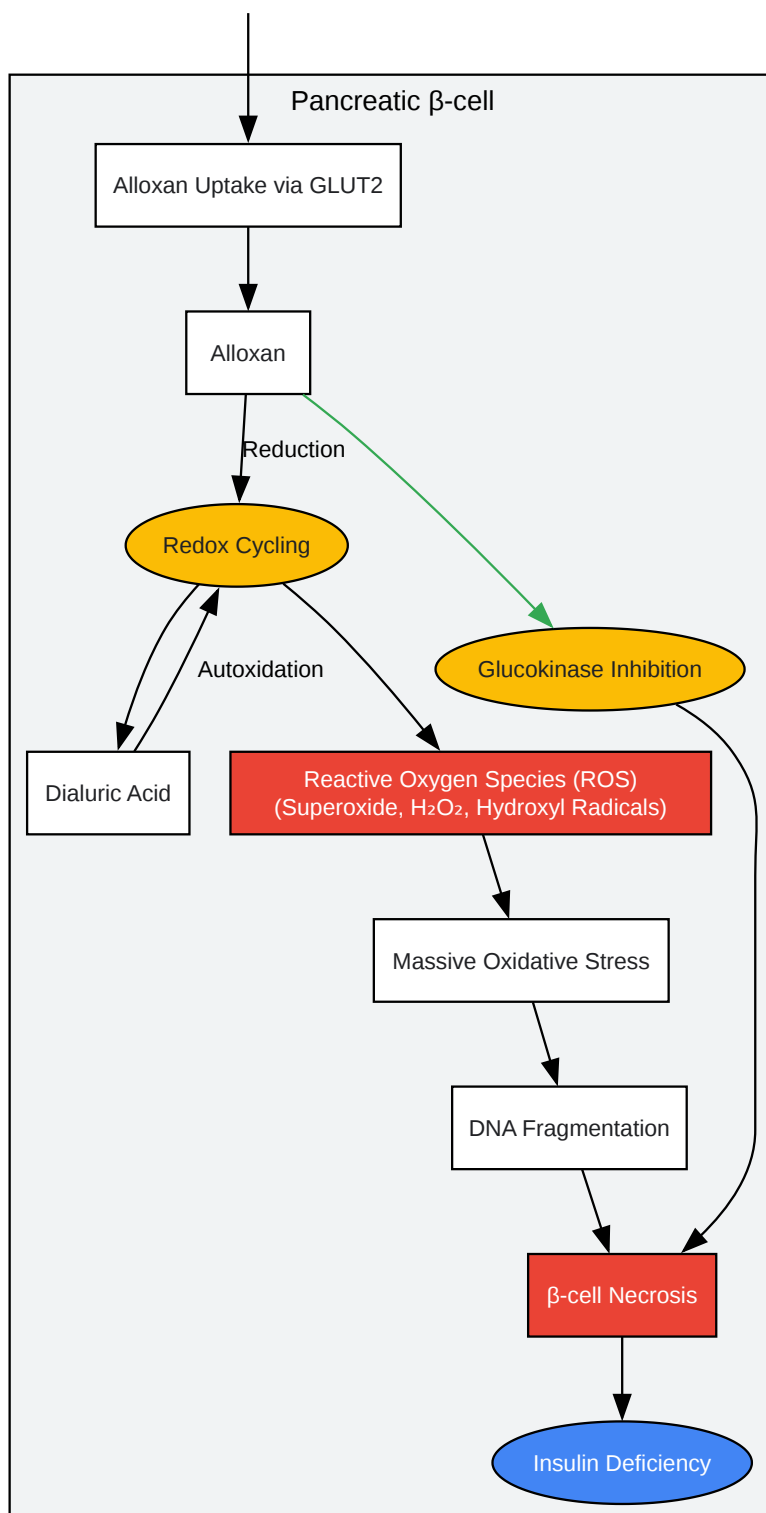 Pancreatic β-cell
Alloxan Uptake via GLUT2
Alloxan
Reduction
Redox Cycling
Autoxidation
Glucokinase Inhibition
Dialuric Acid
Reactive Oxygen Species (ROS)
(Superoxide, H₂O₂, Hydroxyl Radicals)
Massive Oxidative Stress
DNA Fragmentation
β-cell Necrosis
Insulin Deficiency